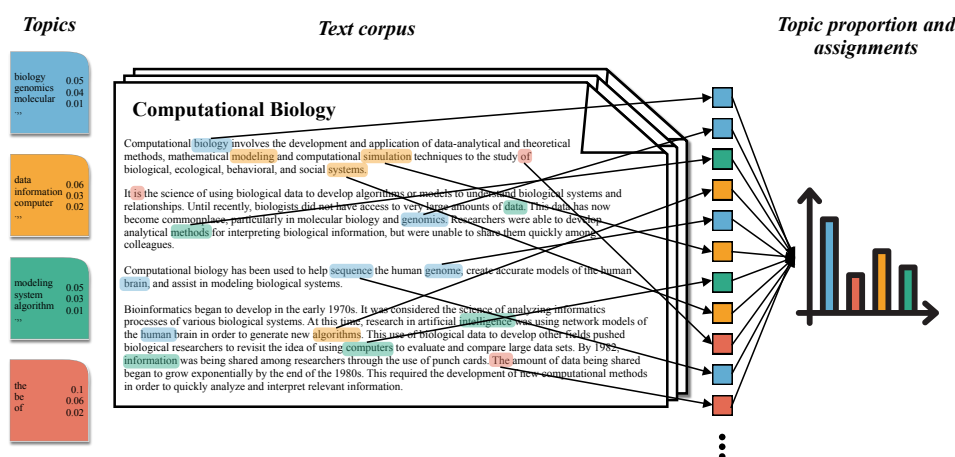 Topics
Text corpus
Topic proportion and
assignments
biology 0.05
genomics 0.04
molecular 0.01
.,,
data 0.06
information 0.03
computer 0.02
.,,
modeling 0.05
system 0.03
algorithm 0.01
.,,
the 0.1
be 0.06
of 0.02
Computational Biology
Computational biology involves the development and application of data-analytical and theoretical
methods, mathematical modeling and computational simulation techniques to the study of
biological, ecological, behavioral, and social systems.
It is the science of using biological data to develop algorithms or models to understand biological systems and
relationships. Until recently, biologists did not have access to very large amounts of data. This data has now
become commonplace, particularly in molecular biology and genomics. Researchers were able to develop
analytical methods for interpreting biological information, but were unable to share them quickly among
colleagues.
Computational biology has been used to help sequence the human genome, create accurate models of the human
brain, and assist in modeling biological systems.
Bioinformatics began to develop in the early 1970s. It was considered the science of analyzing informatics
processes of various biological systems. At this time, research in artificial intelligence was using network models of
the human brain in order to generate new algorithms. This use of biological data to develop other fields pushed
biological researchers to revisit the idea of using computers to evaluate and compare large data sets. By 1982,
information was being shared among researchers through the use of punch cards. The amount of data being shared
began to grow exponentially by the end of the 1980s. This required the development of new computational methods
in order to quickly analyze and interpret relevant information.